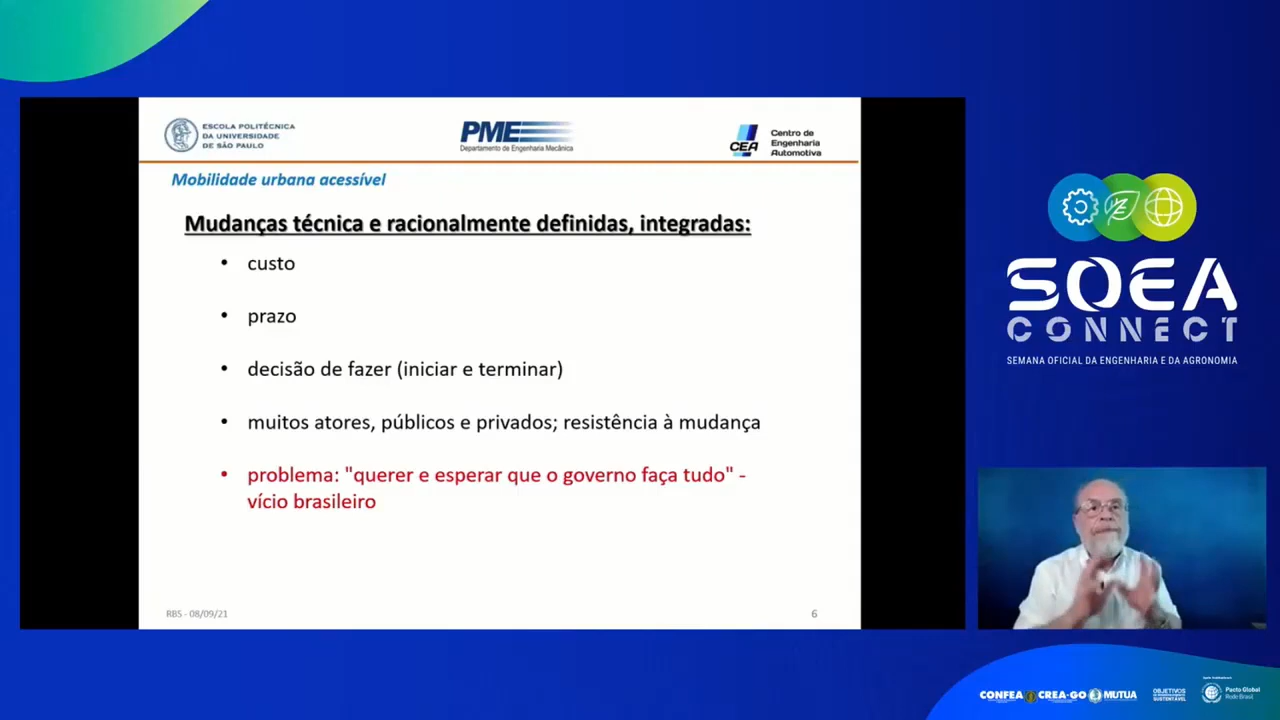 ESCOLA POLITÉCNICA
DA UNIVERSIDADE
DE SÃO PAULO
PME
Departamento de Engenharia Mecânica
CEA
Centro de
Engenharia
Automotiva
Mobilidade urbana acessível
Mudanças técnica e racionalmente definidas, integradas:
• custo
• prazo
• decisão de fazer (iniciar e terminar)
• muitos atores, públicos e privados; resistência à mudança
• problema: "querer e esperar que o governo faça tudo" -
vício brasileiro
RBS - 08/09/21
6
SOEA
CONNECT
SEMANA OFICIAL DA ENGENHARIA E DA AGRONOMIA
CONFEA
CREA-GO
MUTUA
OBJETIVOS
SUSTENTÁVEL
Pacto Global
Rede Brasil